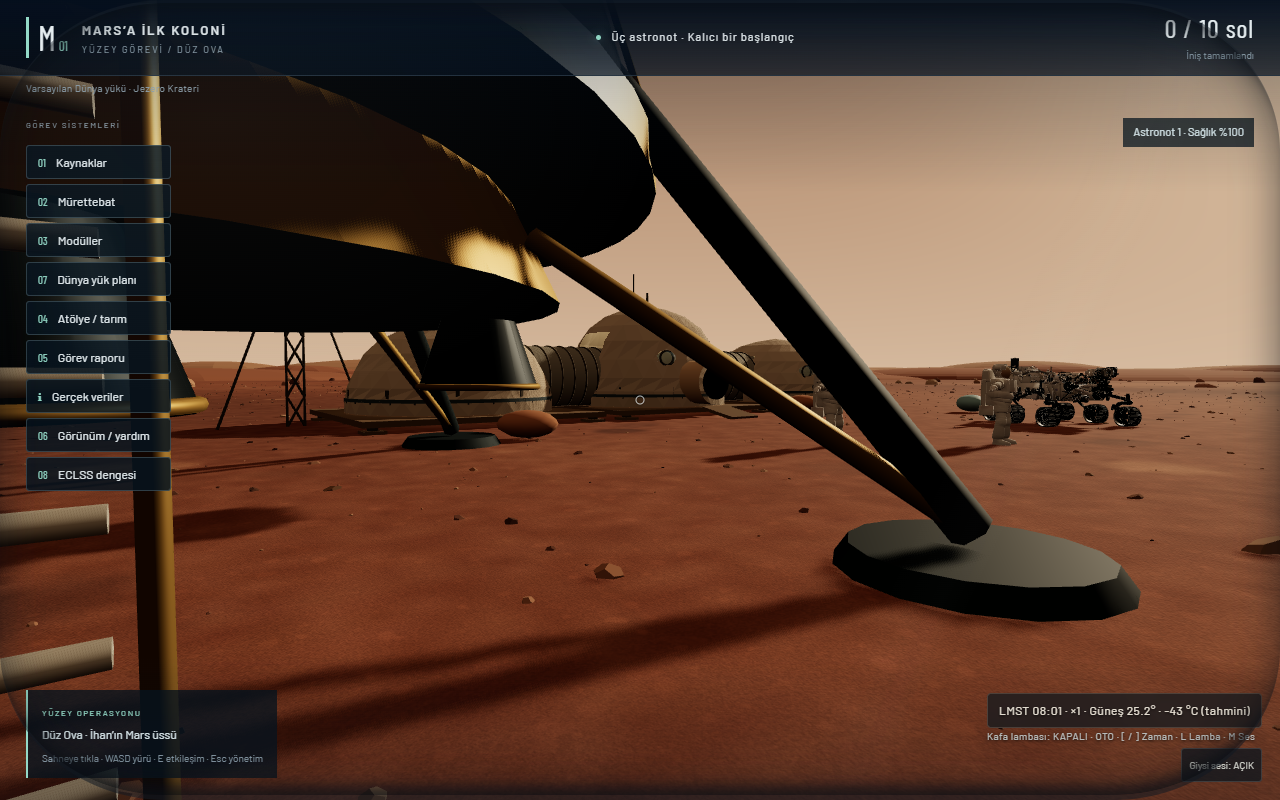 M 01
MARS'A İLK KOLONİ
YÜZEY GÖREVİ / DÜZ OVA
Üç astronot · Kalıcı bir başlangıç
0 / 10 sol
İniş tamamlandı
Varsayılan Dünya yükü · Jezero Krateri
Astronot 1 · Sağlık %100
GÖREV SİSTEMLERİ
01 Kaynaklar
02 Mürettebat
03 Modüller
07 Dünya yük planı
04 Atölye / tarım
05 Görev raporu
i Gerçek veriler
06 Görünüm / yardım
08 ECLSS dengesi
YÜZEY OPERASYONU
Düz Ova · İlhan'ın Mars üssü
Sahneye tıkla · WASD yürü · E etkileşim · Esc yönetim
LMST 08:01 · ×1 · Güneş 25.2° · -43 °C (tahmini)
Kafa lambası: KAPALI · OTO · [ / ] Zaman · L Lamba · M Ses
Giysi sesi: AÇIK